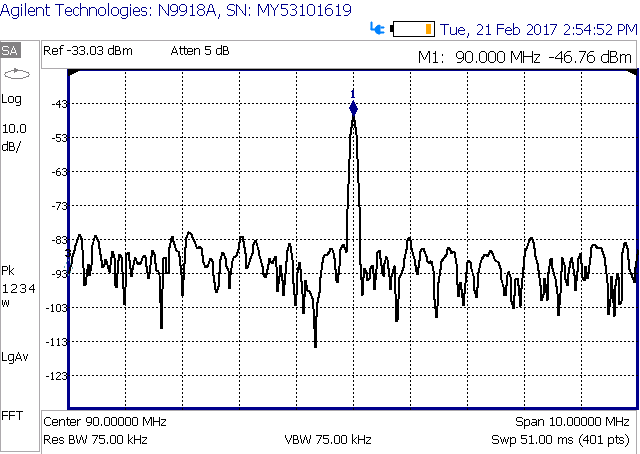 Agilent Technologies: N9918A, SN: MY53101619
Tue, 21 Feb 2017 2:54:52 PM
SA
Ref -33.03 dBm Atten 5 dB
M1: 90.000 MHz -46.76 dBm
Log
10.0
dB/
Pk
1234
w
LgAv
FFT
1
-43
-53
-63
-73
-83
-93
-103
-113
-123
Center 90.00000 MHz Span 10.00000 MHz
Res BW 75.00 kHz VBW 75.00 kHz Swp 51.00 ms (401 pts)